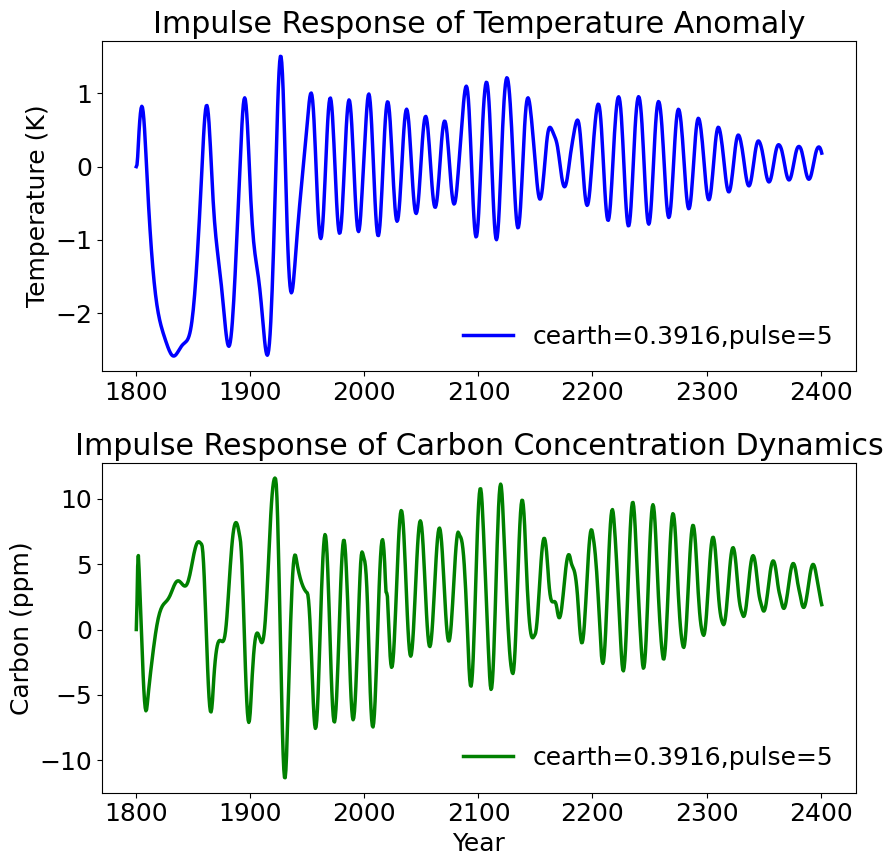 Impulse Response of Temperature Anomaly
Temperature (K)
1
0
−1
−2
cearth=0.3916,pulse=5
1800 1900 2000 2100 2200 2300 2400
Impulse Response of Carbon Concentration Dynamics
Carbon (ppm)
10
5
0
−5
−10
cearth=0.3916,pulse=5
1800 1900 2000 2100 2200 2300 2400
Year